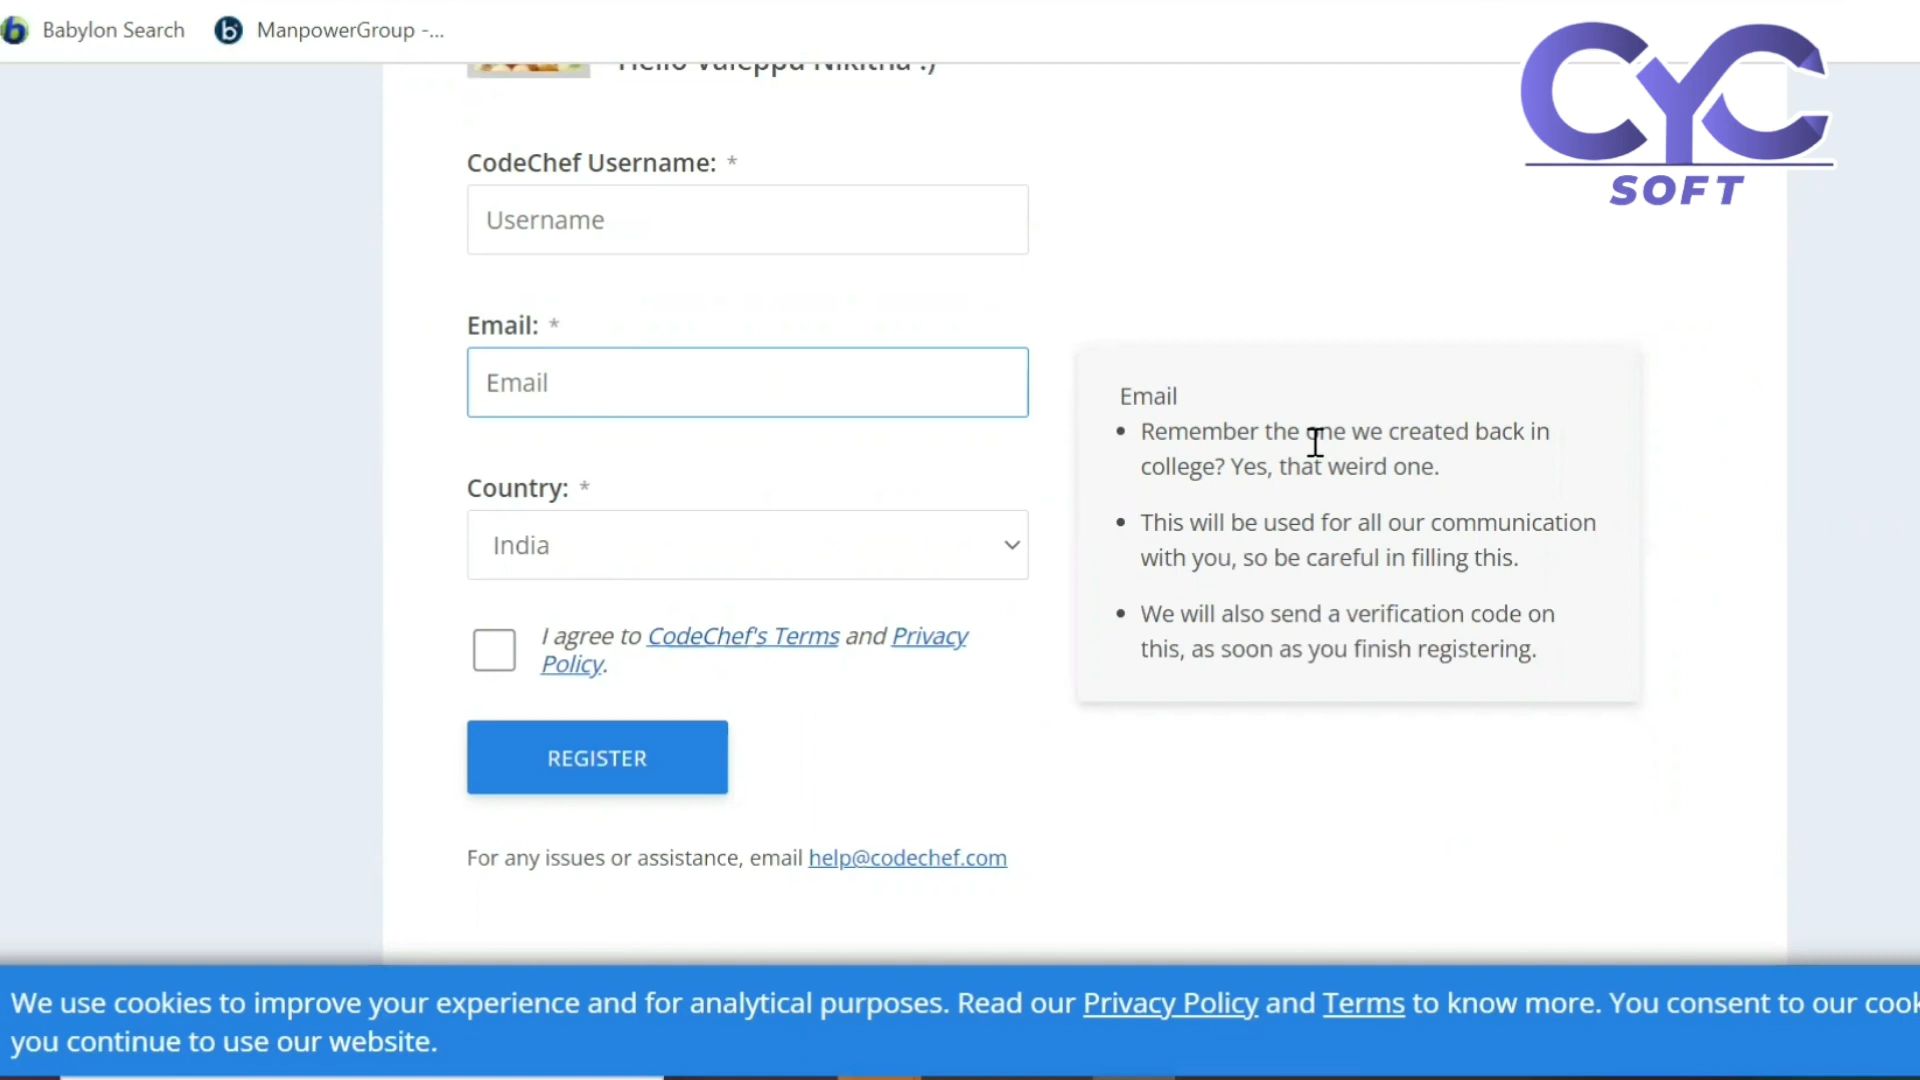 Babylon Search
ManpowerGroup -...
CYC
SOFT
Hello Valeppu Nikitha :)
CodeChef Username: *
Username
Email: *
Email
Country: *
India
I agree to CodeChef's Terms and Privacy
Policy.
REGISTER
For any issues or assistance, email help@codechef.com
Email
• Remember the one we created back in
college? Yes, that weird one.
• This will be used for all our communication
with you, so be careful in filling this.
• We will also send a verification code on
this, as soon as you finish registering.
We use cookies to improve your experience and for analytical purposes. Read our Privacy Policy and Terms to know more. You consent to our cook
you continue to use our website.